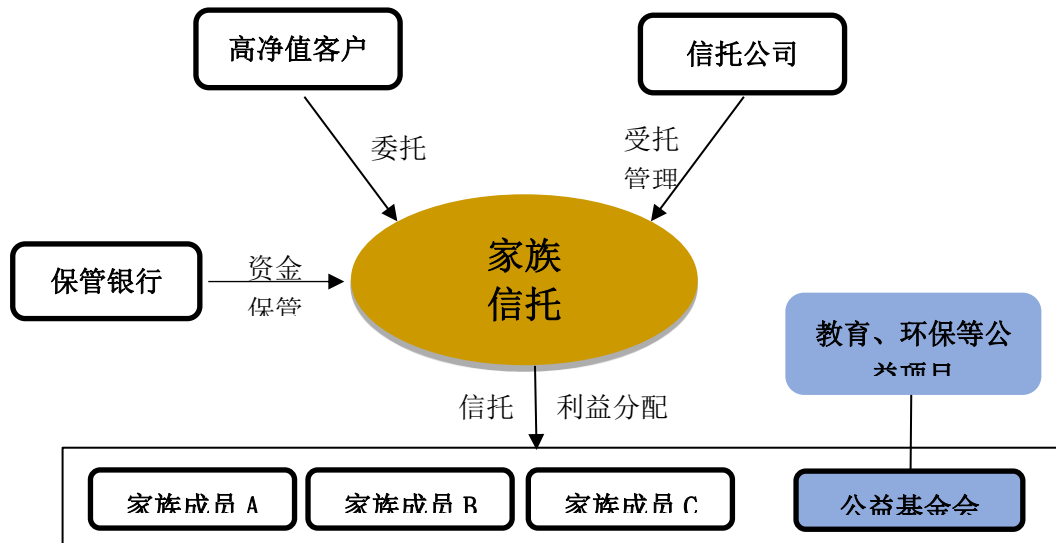 高净值客户
信托公司
委托
受托
管理
家族
信托
保管银行
资金
保管
教育、环保等公
益项目
信托
利益分配
家族成员 A
家族成员 B
家族成员 C
公益基金会